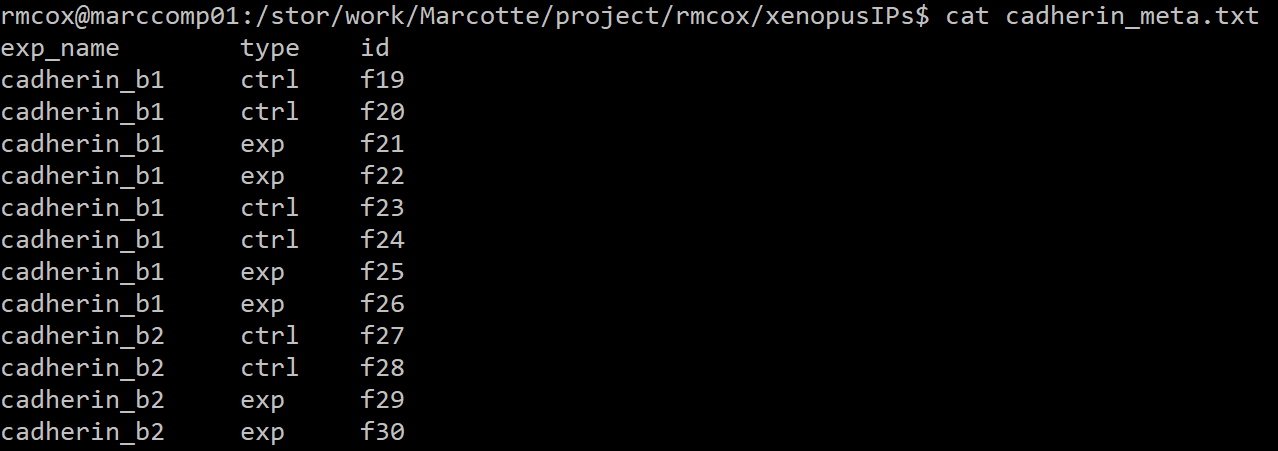 rmcox@marccomp01:/stor/work/Marcotte/project/rmcox/xenopusIPs$ cat cadherin_meta.txt
exp_name type id
cadherin_b1 ctrl f19
cadherin_b1 ctrl f20
cadherin_b1 exp f21
cadherin_b1 exp f22
cadherin_b1 ctrl f23
cadherin_b1 ctrl f24
cadherin_b1 exp f25
cadherin_b1 exp f26
cadherin_b2 ctrl f27
cadherin_b2 ctrl f28
cadherin_b2 exp f29
cadherin_b2 exp f30